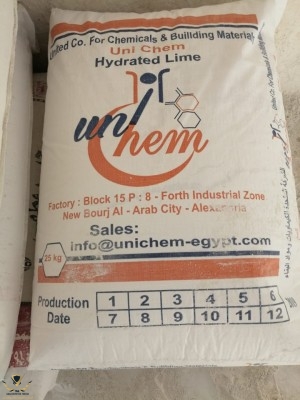 United Co. For Chemicals & Buillding Material
Uni Chem
Hydrated Lime
uni
Chem
Factory : Block 15 P : 8 - Forth Industrial Zone
New Bourj Al - Arab City - Alexandria
Sales:
info@unichem-egypt.com
25 kg
Production Date
1 2 3 4 5 6
7 8 9 10 11 12